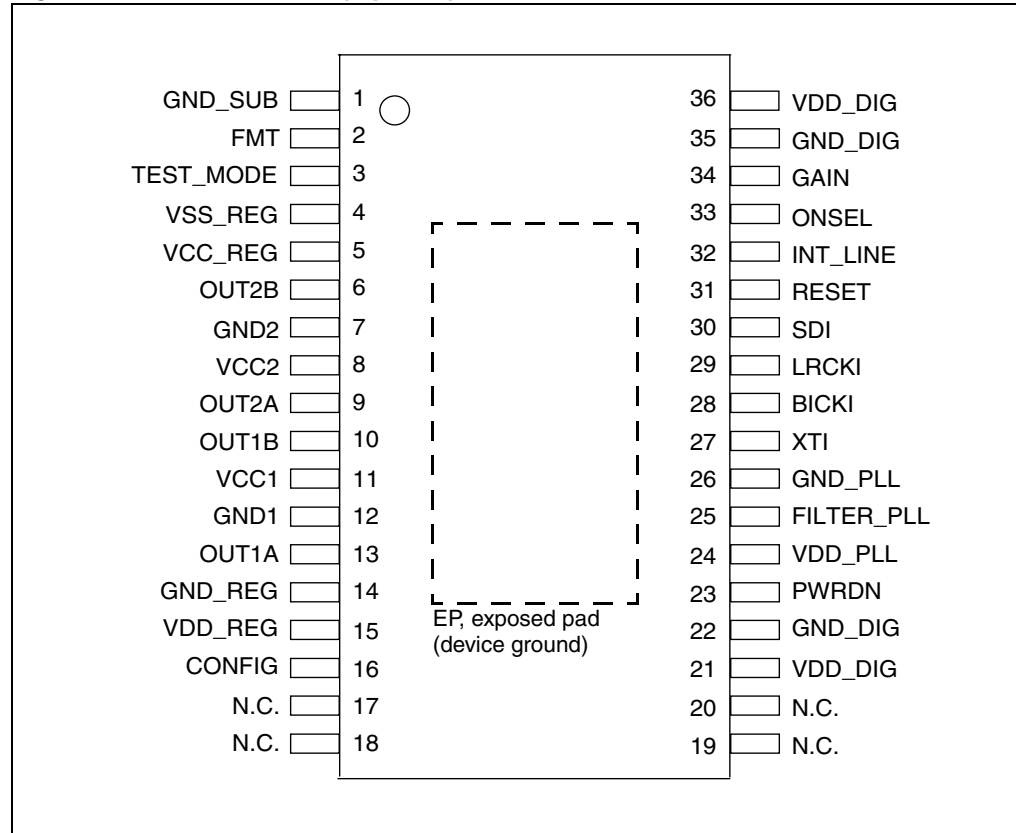 GND_SUB 1 36 VDD_DIG
FMT 2 35 GND_DIG
TEST_MODE 3 34 GAIN
VSS_REG 4 33 ONSEL
VCC_REG 5 32 INT_LINE
OUT2B 6 31 RESET
GND2 7 30 SDI
VCC2 8 29 LRCKI
OUT2A 9 28 BICKI
OUT1B 10 27 XTI
VCC1 11 26 GND_PLL
GND1 12 25 FILTER_PLL
OUT1A 13 24 VDD_PLL
GND_REG 14 23 PWRDN
VDD_REG 15 22 GND_DIG
CONFIG 16 21 VDD_DIG
N.C. 17 20 N.C.
N.C. 18 19 N.C.
EP, exposed pad
(device ground)